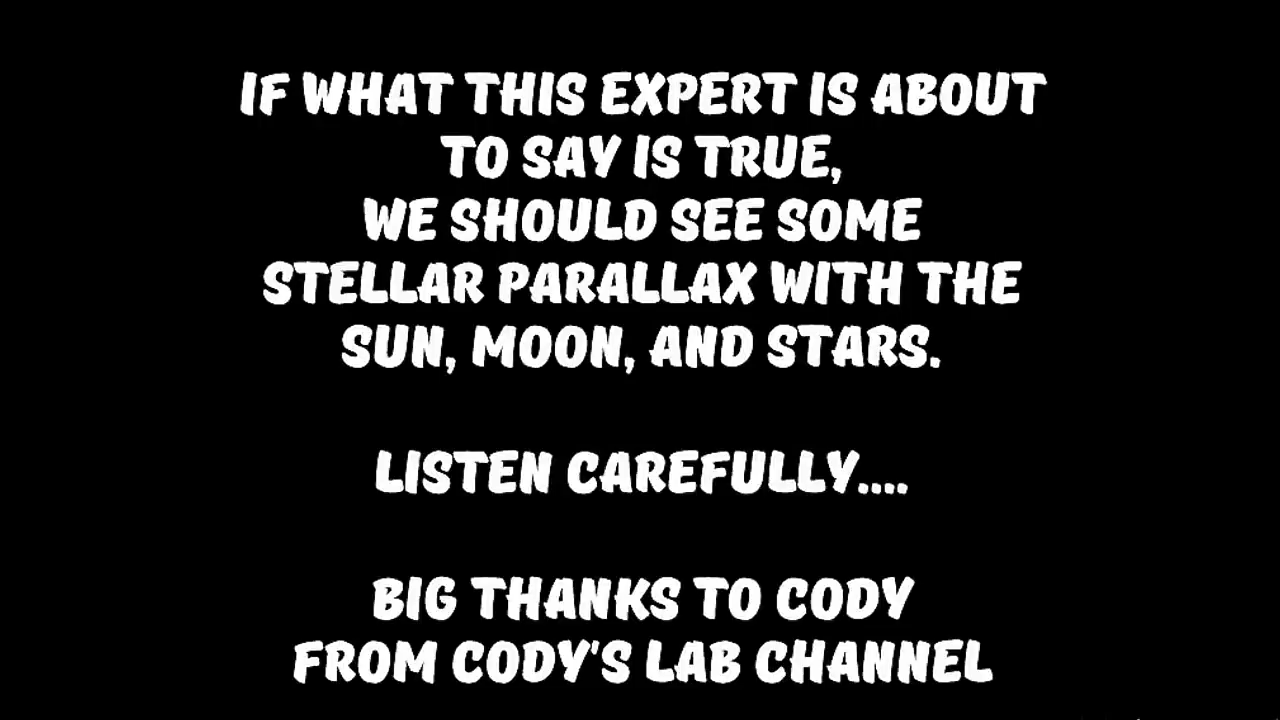 IF WHAT THIS EXPERT IS ABOUT
TO SAY IS TRUE,
WE SHOULD SEE SOME
STELLAR PARALLAX WITH THE
SUN, MOON, AND STARS.
LISTEN CAREFULLY....
BIG THANKS TO CODY
FROM CODY'S LAB CHANNEL